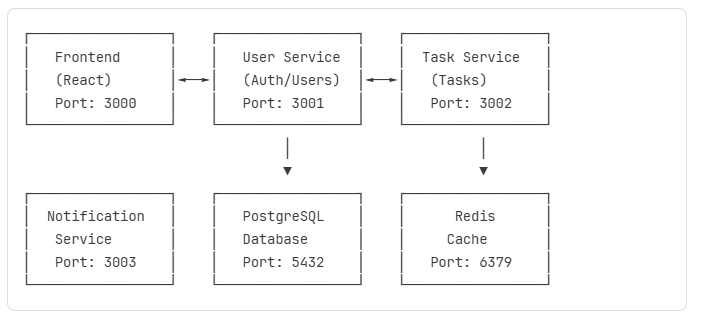 Frontend
(React)
Port: 3000
User Service
(Auth/Users)
Port: 3001
Task Service
(Tasks)
Port: 3002
Notification
Service
Port: 3003
PostgreSQL
Database
Port: 5432
Redis
Cache
Port: 6379